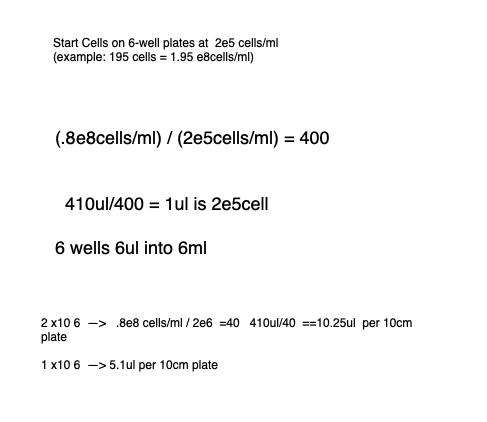 Start Cells on 6-well plates at  2e5 cells/ml
(example: 195 cells = 1.95 e8cells/ml)
(.8e8cells/ml) / (2e5cells/ml) = 400
410ul/400 = 1ul is 2e5cell
6 wells 6ul into 6ml
2 x10 6  —>   .8e8 cells/ml / 2e6  =40   410ul/40  ==10.25ul  per 10cm
plate
1 x10 6  —> 5.1ul per 10cm plate